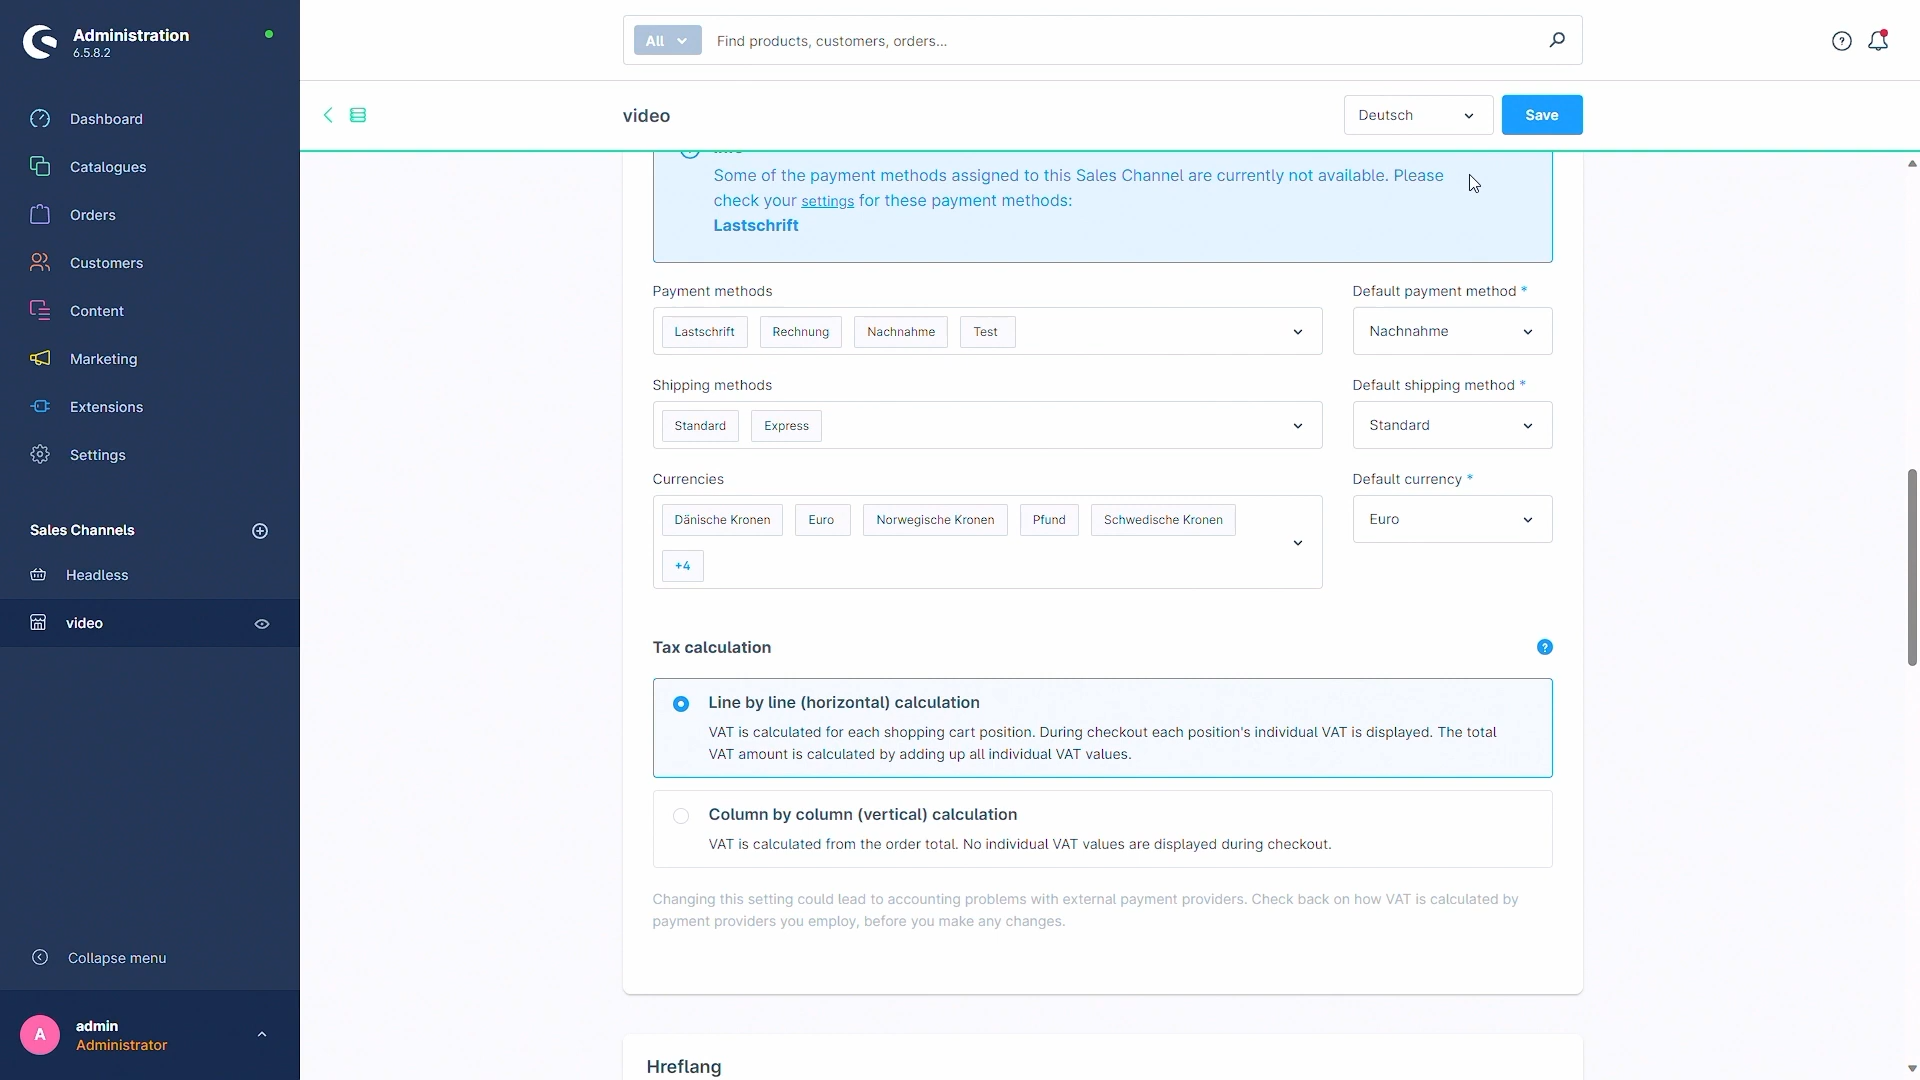 Administration
6.5.8.2
All
Find products, customers, orders...
video
Deutsch
Save
Dashboard
Catalogues
Orders
Customers
Content
Marketing
Extensions
Settings
Sales Channels
Headless
video
Collapse menu
A
admin
Administrator
Some of the payment methods assigned to this Sales Channel are currently not available. Please
check your settings for these payment methods:
Lastschrift
Payment methods
Default payment method *
Lastschrift Rechnung Nachnahme Test
Nachnahme
Shipping methods
Default shipping method *
Standard Express
Standard
Currencies
Default currency *
Dänische Kronen Euro Norwegische Kronen Pfund Schwedische Kronen
Euro
+4
Tax calculation
Line by line (horizontal) calculation
VAT is calculated for each shopping cart position. During checkout each position's individual VAT is displayed. The total
VAT amount is calculated by adding up all individual VAT values.
Column by column (vertical) calculation
VAT is calculated from the order total. No individual VAT values are displayed during checkout.
Changing this setting could lead to accounting problems with external payment providers. Check back on how VAT is calculated by
payment providers you employ, before you make any changes.
Hreflang